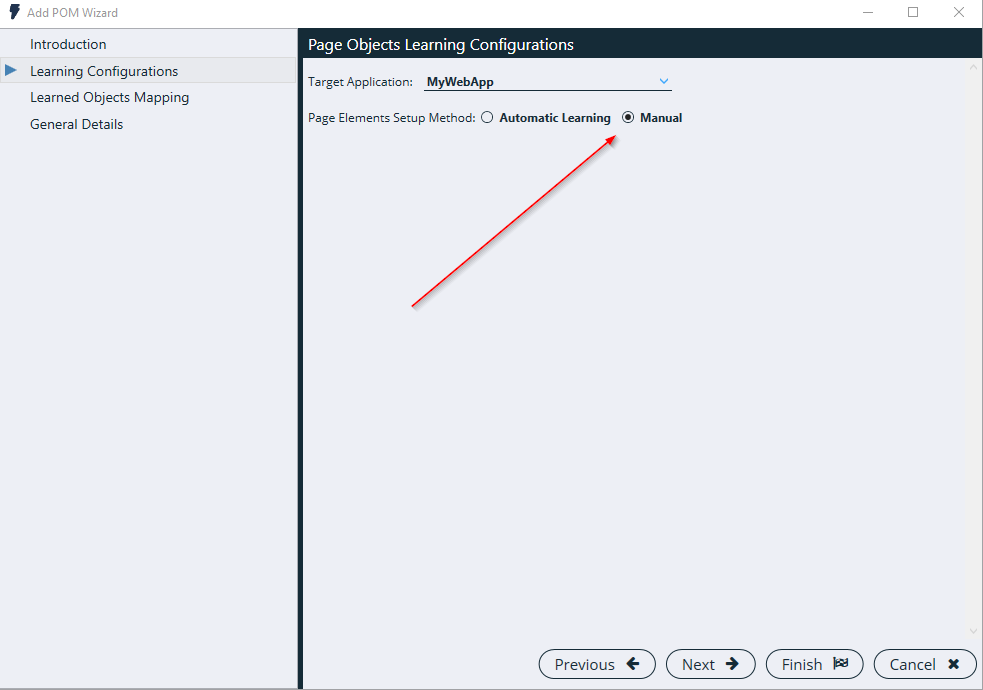 Add POM Wizard
Introduction
Learning Configurations
Learned Objects Mapping
General Details
Page Objects Learning Configurations
Target Application: MyWebApp
Page Elements Setup Method: Automatic Learning Manual
Previous Next Finish Cancel